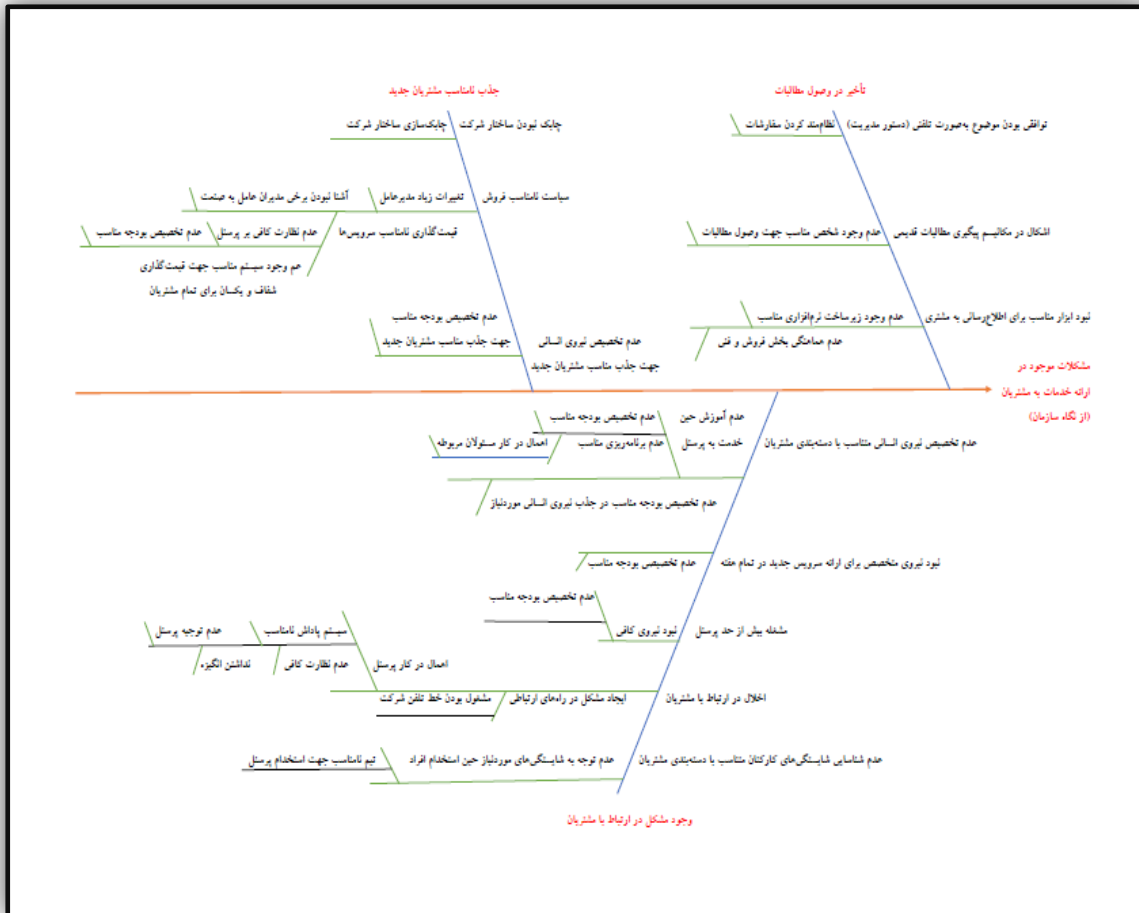 تأخیر در وصول مطالبات
جذب نامناسب مشتریان جدید
توافقی بودن موضوع به‌صورت تلفنی (دستور مدیریت)
نظام‌مند کردن سفارشات
چابک نبودن ساختار شرکت
چابک‌سازی ساختار شرکت
سیاست نامناسب فروش
تغییرات زیاد مدیرعامل
آشنا نبودن برخی مدیران عامل به صنعت
اشکال در مکانیسم پیگیری مطالبات قدیمی
عدم وجود شخص مناسب جهت وصول مطالبات
قیمت‌گذاری نامناسب سرویس‌ها
عدم نظارت کافی بر پرسنل
عدم تخصیص بودجه مناسب
هم وجود سیستم مناسب جهت قیمت‌گذاری
شفاف و یکسان برای تمام مشتریان
نبود ابزار مناسب برای اطلاع‌رسانی به مشتری
عدم وجود زیرساخت نرم‌افزاری مناسب
عدم هماهنگی بخش فروش و فنی
عدم تخصیص نیروی انسانی
جهت جذب مناسب مشتریان جدید
عدم تخصیص بودجه مناسب
جهت جذب مناسب مشتریان جدید
مشکلات موجود در
ارائه خدمات به مشتریان
(از نگاه سازمان)
عدم تخصیص نیروی انسانی متناسب با دسته‌بندی مشتریان
عدم آموزش حین
خدمت به پرسنل
عدم تخصیص بودجه مناسب
عدم برنامه‌ریزی مناسب
اهمال در کار مسئولان مربوطه
عدم تخصیص بودجه مناسب در جذب نیروی انسانی موردنیاز
نبود نیروی متخصص برای ارائه سرویس جدید در تمام هفته
عدم تخصیصی بودجه مناسب
مشغله بیش از حد پرسنل
نبود نیروی کافی
عدم تخصیص بودجه مناسب
اخلال در ارتباط با مشتریان
ایجاد مشکل در راه‌های ارتباطی
مشغول بودن خط تلفن شرکت
اهمال در کار پرسنل
سیستم پاداش نامناسب
عدم توجیه پرسنل
عدم نظارت کافی
نداشتن انگیزه
عدم شناسایی شایستگی‌های کارکنان متناسب با دسته‌بندی مشتریان
عدم توجه به شایستگی‌های موردنیاز حین استخدام افراد
تیم نامناسب جهت استخدام پرسنل
وجود مشکل در ارتباط با مشتریان